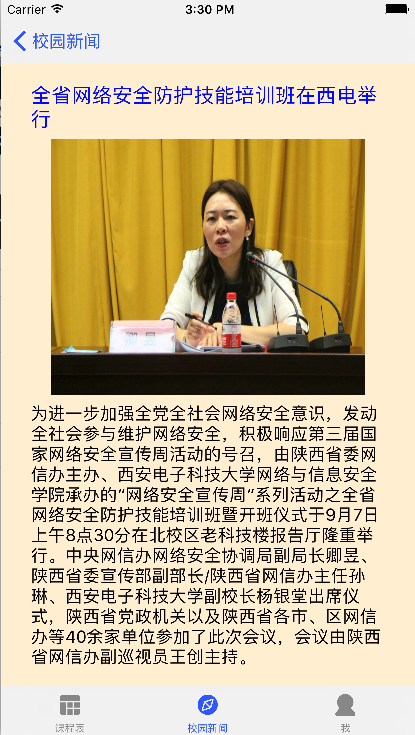 Carrier
3:30 PM
校园新闻
全省网络安全防护技能培训班在西电举
行
为进一步加强全党全社会网络安全意识，发动
全社会参与维护网络安全，积极响应第三届国
家网络安全宣传周活动的号召，由陕西省委网
信办主办、西安电子科技大学网络与信息安全
学院承办的“网络安全宣传周”系列活动之全省
网络安全防护技能培训班暨开班仪式于9月7日
上午8点30分在北校区老科技楼报告厅隆重举
行。中央网信办网络安全协调局副局长卿昱、
陕西省委宣传部副部长/陕西省网信办主任孙
琳、西安电子科技大学副校长杨银堂出席仪
式，陕西省党政机关以及陕西省各市、区网信
办等40余家单位参加了此次会议，会议由陕西
省网信办副巡视员王创主持。
课程表
校园新闻
我